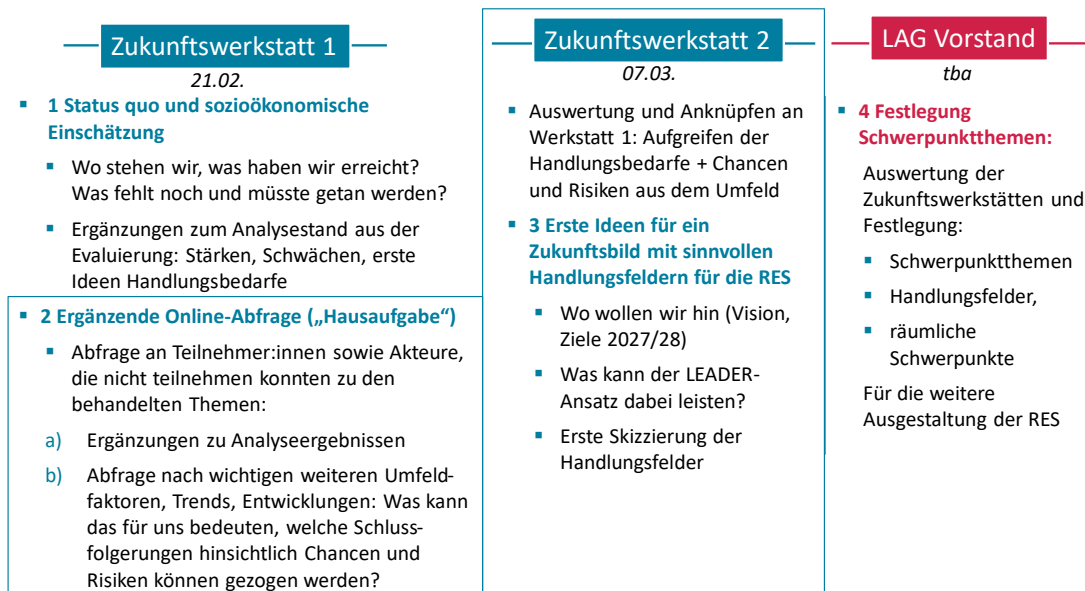 Zukunftswerkstatt 1
21.02.
▪ 1 Status quo und sozioökonomische
Einschätzung
▪ Wo stehen wir, was haben wir erreicht?
Was fehlt noch und müsste getan werden?
▪ Ergänzungen zum Analysestand aus der
Evaluierung: Stärken, Schwächen, erste
Ideen Handlungsbedarfe
▪ 2 Ergänzende Online-Abfrage („Hausaufgabe“)
▪ Abfrage an Teilnehmer:innen sowie Akteure,
die nicht teilnehmen konnten zu den
behandelten Themen:
a) Ergänzungen zu Analyseergebnissen
b) Abfrage nach wichtigen weiteren Umfeld-
faktoren, Trends, Entwicklungen: Was kann
das für uns bedeuten, welche Schluss-
folgerungen hinsichtlich Chancen und
Risiken können gezogen werden?
Zukunftswerkstatt 2
07.03.
▪ Auswertung und Anknüpfen an
Werkstatt 1: Aufgreifen der
Handlungsbedarfe + Chancen
und Risiken aus dem Umfeld
▪ 3 Erste Ideen für ein
Zukunftsbild mit sinnvollen
Handlungsfeldern für die RES
▪ Wo wollen wir hin (Vision,
Ziele 2027/28)
▪ Was kann der LEADER-
Ansatz dabei leisten?
▪ Erste Skizzierung der
Handlungsfelder
LAG Vorstand
tba
▪ 4 Festlegung
Schwerpunktthemen:
Auswertung der
Zukunftswerkstätten und
Festlegung:
▪ Schwerpunktthemen
▪ Handlungsfelder,
▪ räumliche
Schwerpunkte
Für die weitere
Ausgestaltung der RES